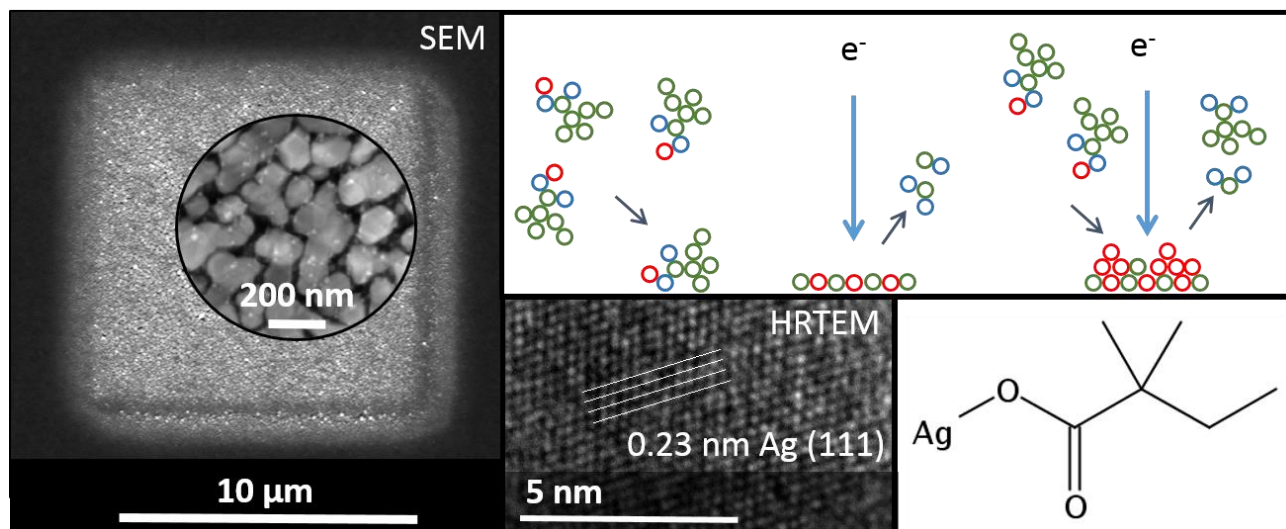 SEM
200 nm
10 µm
e-
e-
HRTEM
0.23 nm Ag (111)
5 nm
O
Ag
O